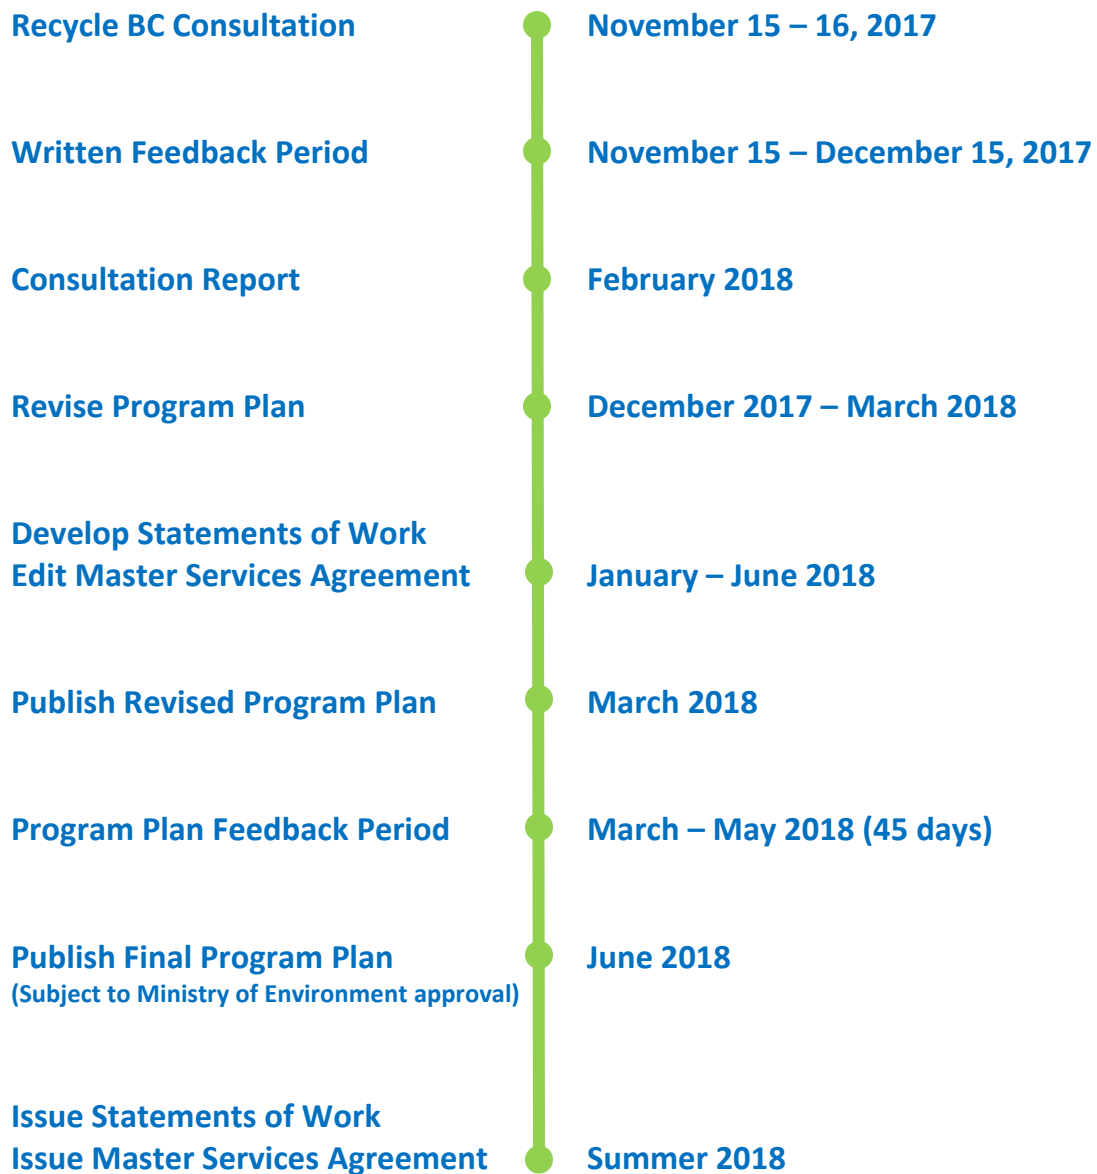 Recycle BC Consultation November 15 – 16, 2017
Written Feedback Period November 15 – December 15, 2017
Consultation Report February 2018
Revise Program Plan December 2017 – March 2018
Develop Statements of Work
Edit Master Services Agreement January – June 2018
Publish Revised Program Plan March 2018
Program Plan Feedback Period March – May 2018 (45 days)
Publish Final Program Plan June 2018
(Subject to Ministry of Environment approval)
Issue Statements of Work
Issue Master Services Agreement Summer 2018